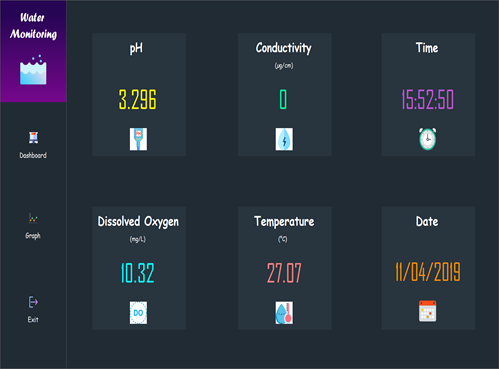 Water
Monitoring
Dashboard
Graph
Exit
pH
3.296
Conductivity
(µg/cm)
0
Time
15:52:50
Dissolved Oxygen
(mg/L)
10.32
DO
Temperature
(°C)
27.07
Date
11/04/2019